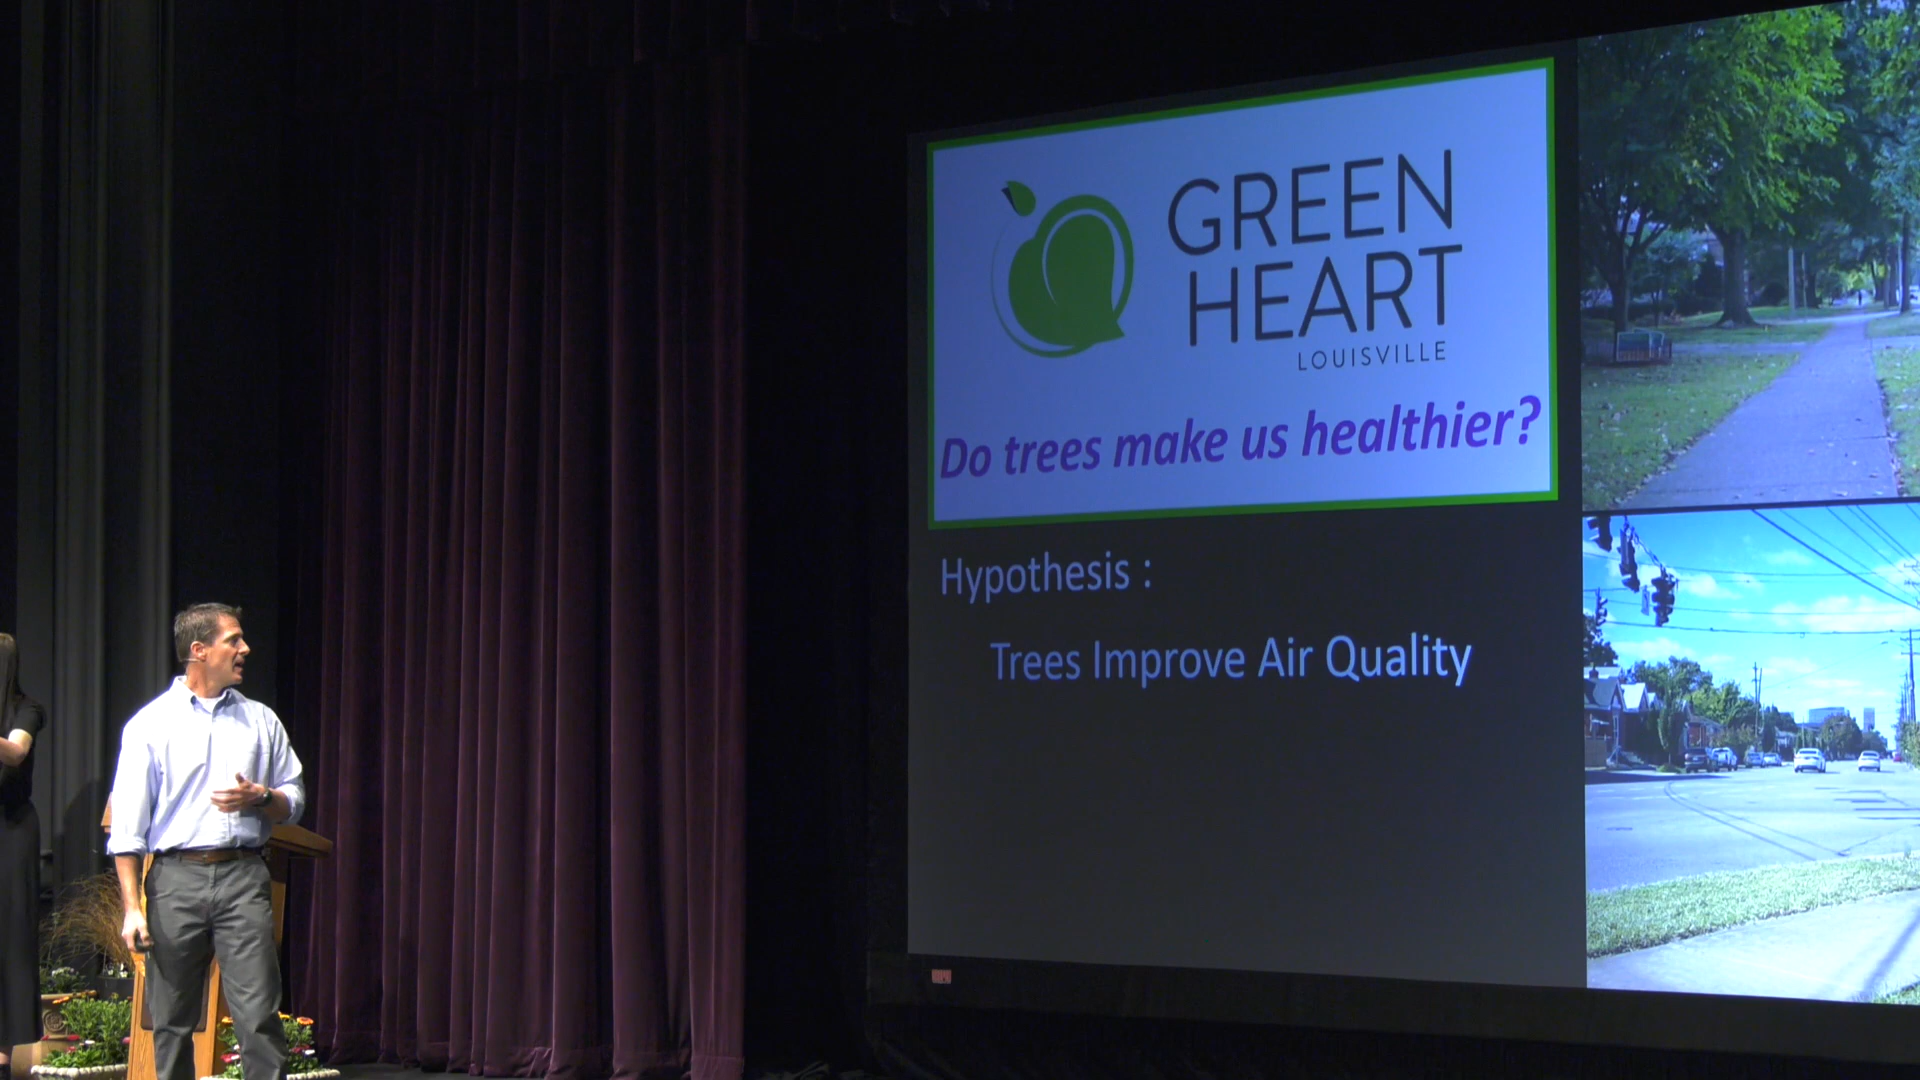 GREEN
HEART
LOUISVILLE
Do trees make us healthier?
Hypothesis :
Trees Improve Air Quality